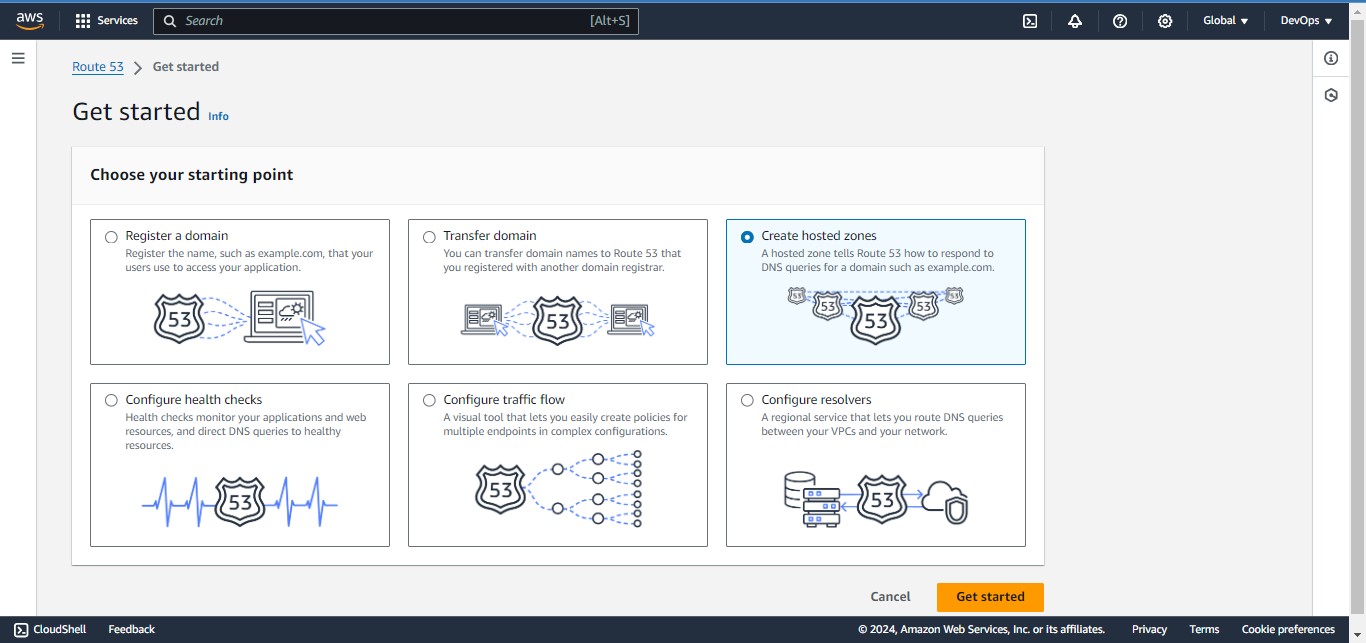 aws
Services
Search
[Alt+S]
Global
DevOps
Route 53
Get started
Get started Info
Choose your starting point
Register a domain
Register the name, such as example.com, that your
users use to access your application.
53
Transfer domain
You can transfer domain names to Route 53 that
you registered with another domain registrar.
53
Create hosted zones
A hosted zone tells Route 53 how to respond to
DNS queries for a domain such as example.com.
53
53
53
53
53
Configure health checks
Health checks monitor your applications and web
resources, and direct DNS queries to healthy
resources.
53
Configure traffic flow
A visual tool that lets you easily create policies for
multiple endpoints in complex configurations.
53
Configure resolvers
A regional service that lets you route DNS queries
between your VPCs and your network.
53
Cancel
Get started
CloudShell
Feedback
© 2024, Amazon Web Services, Inc. or its affiliates.
Privacy
Terms
Cookie preferences